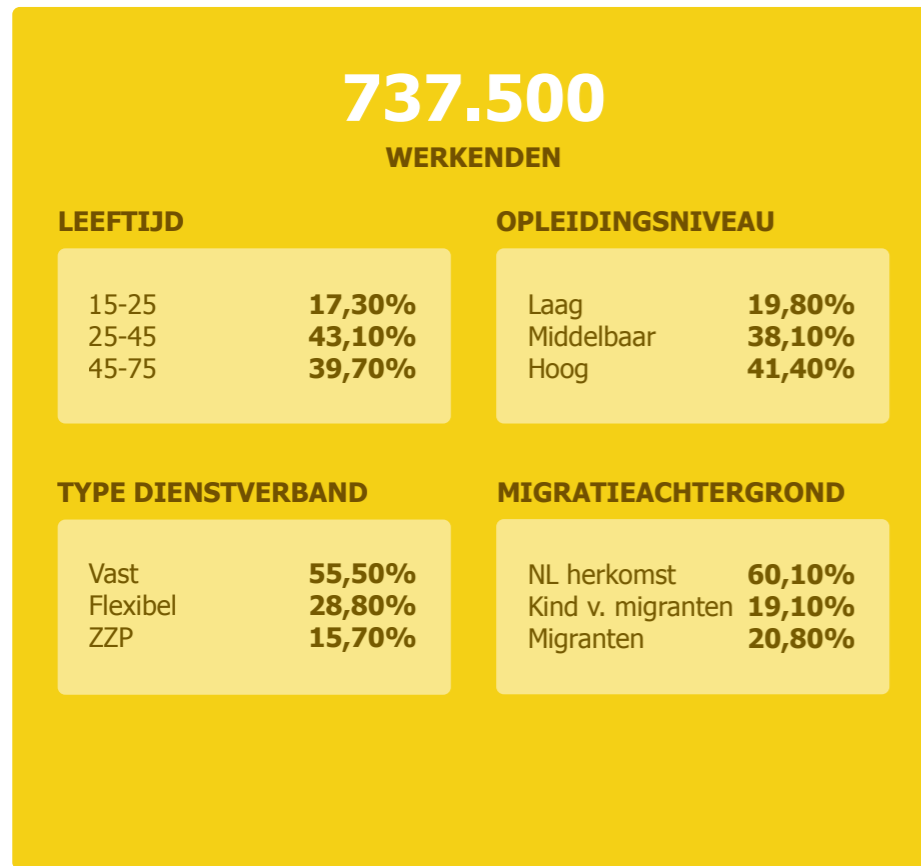 737.500
WERKENDEN
LEEFTIJD
15-25 17,30%
25-45 43,10%
45-75 39,70%
OPLEIDINGSNIVEAU
Laag 19,80%
Middelbaar 38,10%
Hoog 41,40%
TYPE DIENSTVERBAND
Vast 55,50%
Flexibel 28,80%
ZZP 15,70%
MIGRATIEACHTERGROND
NL herkomst 60,10%
Kind v. migranten 19,10%
Migranten 20,80%